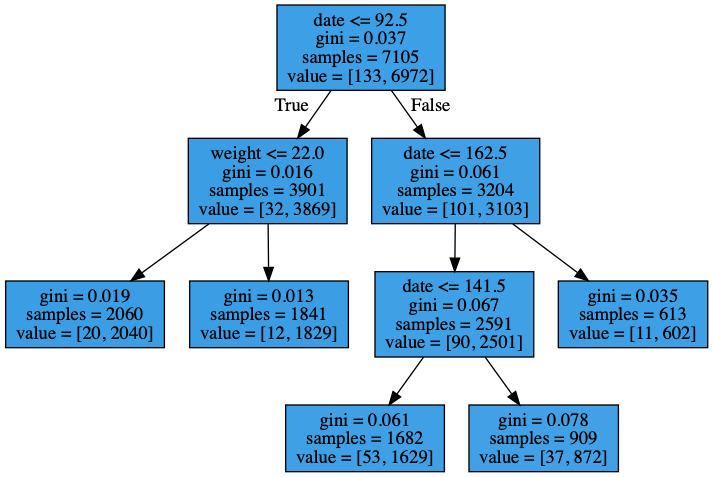 date <= 92.5
gini = 0.037
samples = 7105
value = [133, 6972]
True
False
weight <= 22.0
gini = 0.016
samples = 3901
value = [32, 3869]
date <= 162.5
gini = 0.061
samples = 3204
value = [101, 3103]
gini = 0.019
samples = 2060
value = [20, 2040]
gini = 0.013
samples = 1841
value = [12, 1829]
date <= 141.5
gini = 0.067
samples = 2591
value = [90, 2501]
gini = 0.035
samples = 613
value = [11, 602]
gini = 0.061
samples = 1682
value = [53, 1629]
gini = 0.078
samples = 909
value = [37, 872]